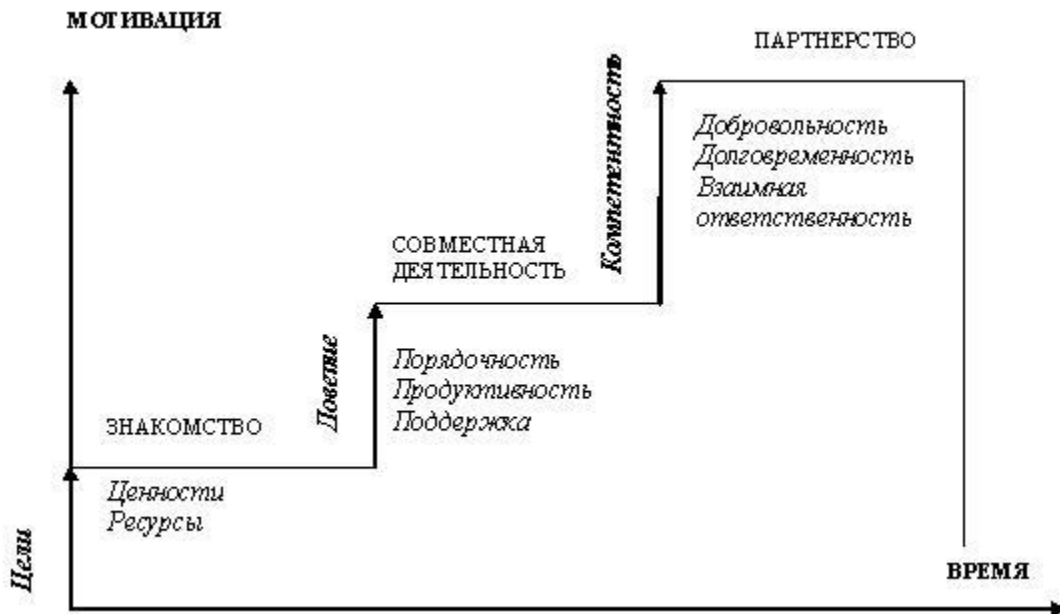 МОТИВАЦИЯ
ПАРТНЕРСТВО
Компетентность
Добровольность
Долговременность
Взаимная
ответственность
СОВМЕСТНАЯ
ДЕЯТЕЛЬНОСТЬ
Доверие
Порядочность
Продуктивность
Поддержка
ЗНАКОМСТВО
Ценности
Ресурсы
Цели
ВРЕМЯ